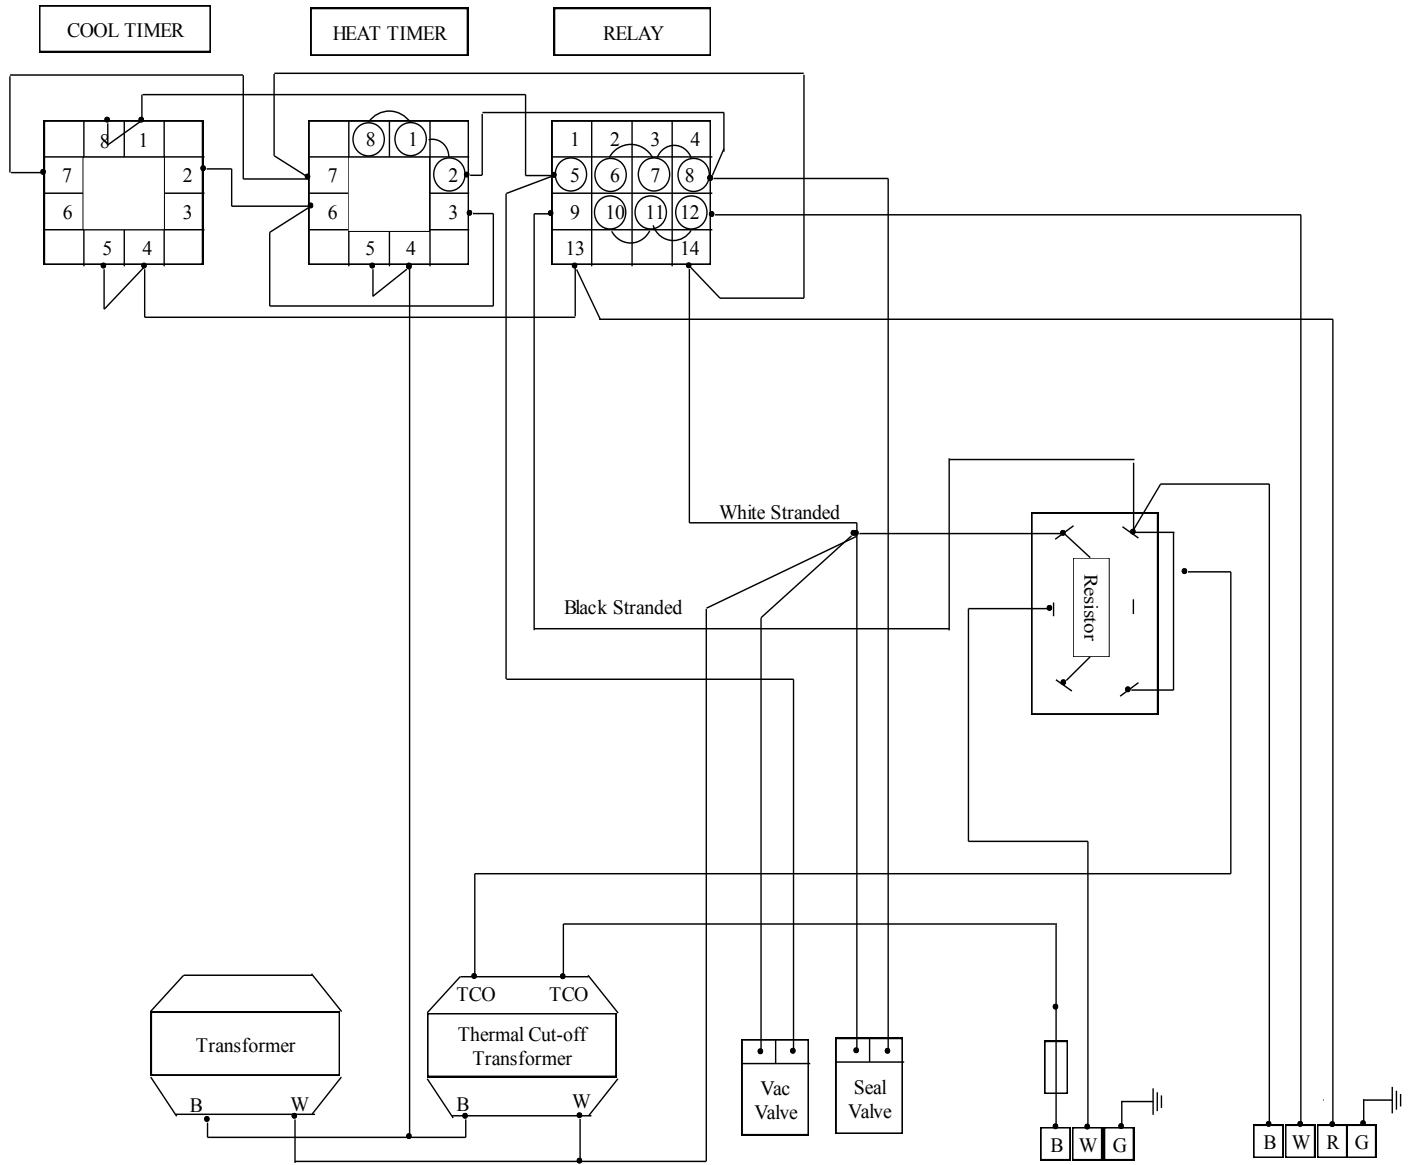 COOL TIMER
HEAT TIMER
RELAY
8 1
7 2
6 3
5 4
8 1
7 2
6 3
5 4
1 2 3 4
5 6 7 8
9 10 11 12
13 14
White Stranded
Black Stranded
Resistor
Transformer
B W
TCO TCO
Thermal Cut-off
Transformer
B W
Vac
Valve
Seal
Valve
B W G
B W R G